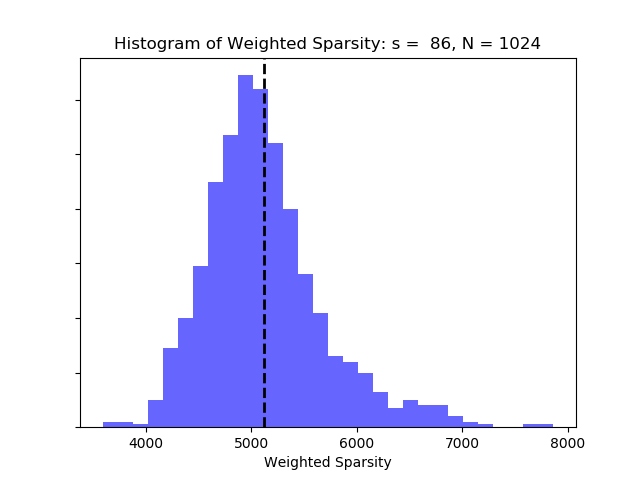 Histogram of Weighted Sparsity: s =  86, N = 1024
4000 5000 6000 7000 8000
Weighted Sparsity